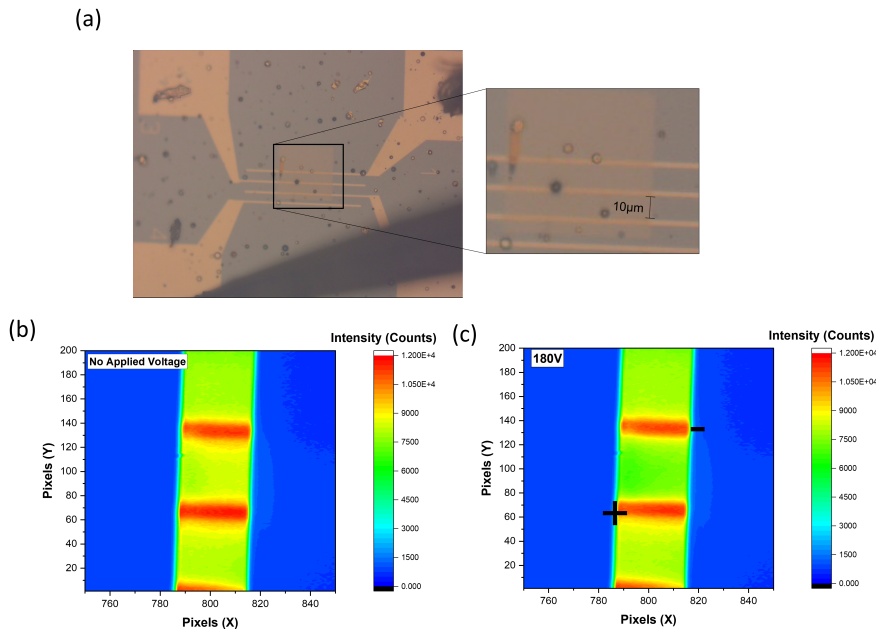 (a)
10μm
(b)
Intensity (Counts)
No Applied Voltage
200
180
160
140
120
100
80
60
40
20
Pixels (Y)
760
780
800
820
840
Pixels (X)
1.200E+4
1.050E+4
9000
7500
6000
4500
3000
1500
0.000
(c)
Intensity (Counts)
180V
200
180
160
140
120
100
80
60
40
20
Pixels (Y)
760
780
800
820
840
Pixels (X)
1.200E+04
1.050E+04
9000
7500
6000
4500
3000
1500
0.000